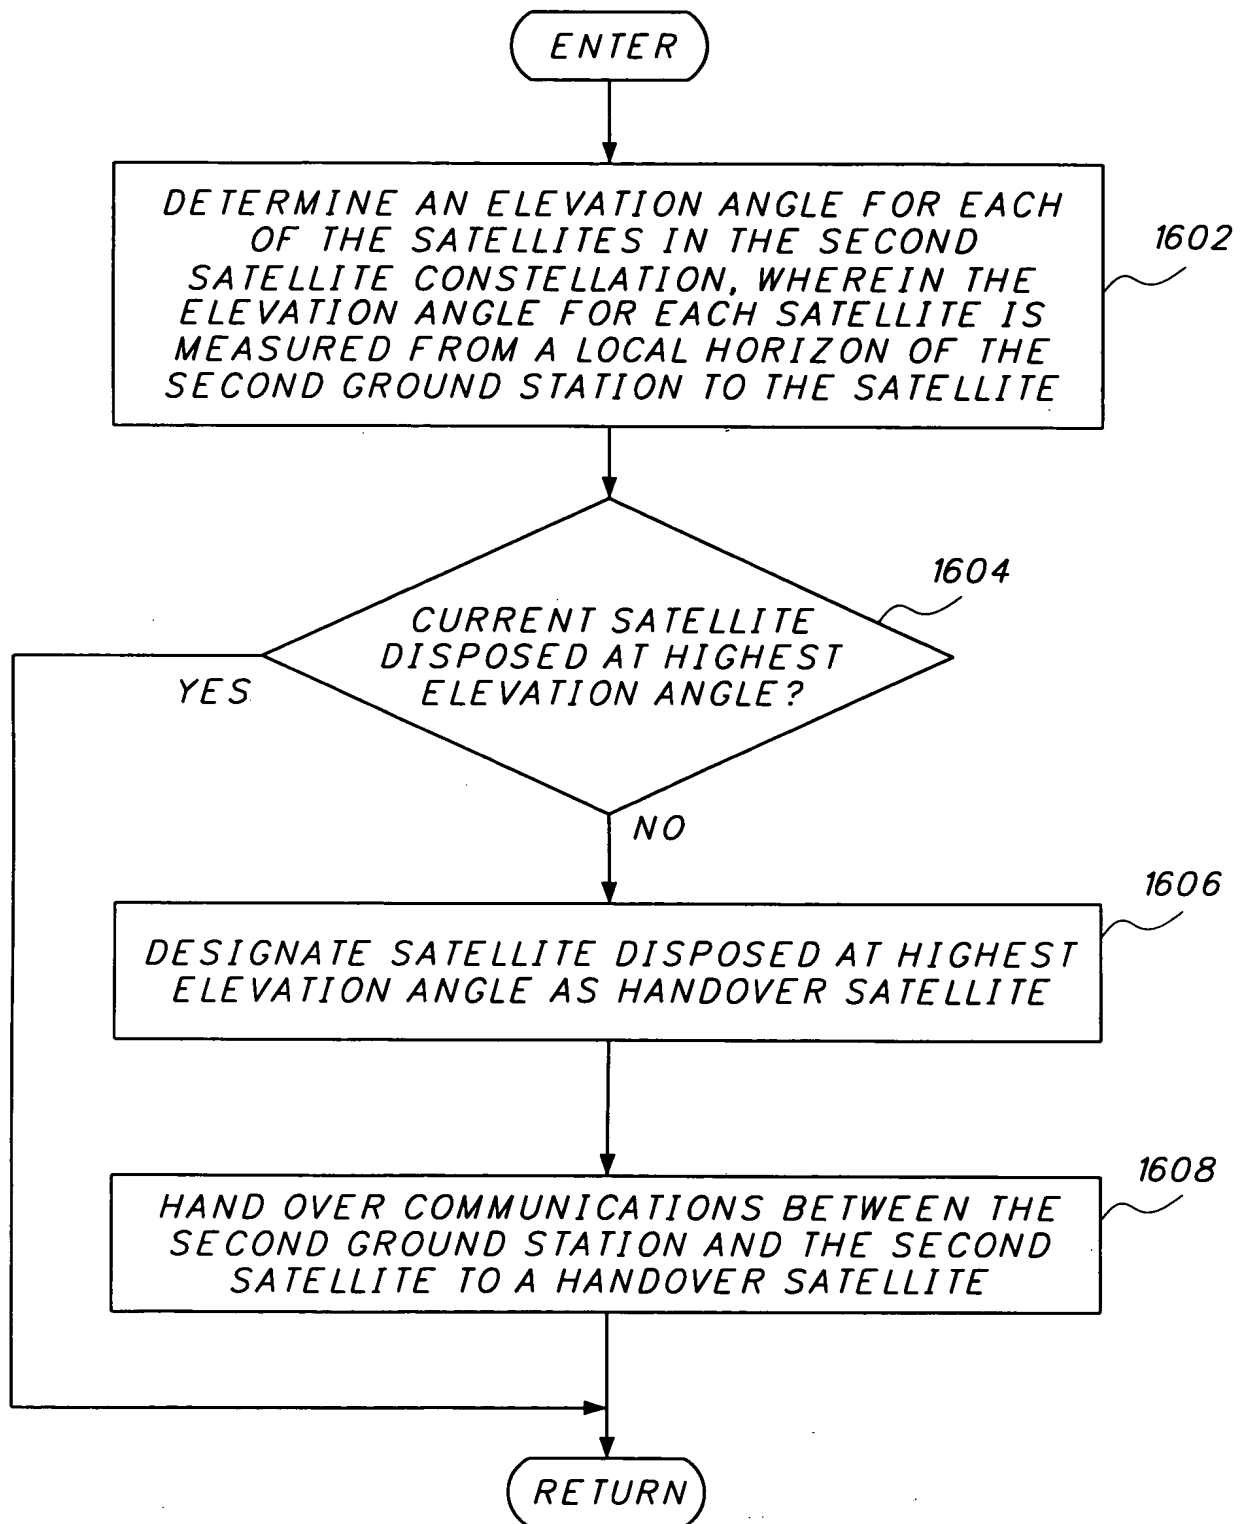 ENTER
DETERMINE AN ELEVATION ANGLE FOR EACH
OF THE SATELLITES IN THE SECOND
SATELLITE CONSTELLATION, WHEREIN THE
ELEVATION ANGLE FOR EACH SATELLITE IS
MEASURED FROM A LOCAL HORIZON OF THE
SECOND GROUND STATION TO THE SATELLITE
1602
1604
CURRENT SATELLITE
DISPOSED AT HIGHEST
ELEVATION ANGLE?
YES
NO
1606
DESIGNATE SATELLITE DISPOSED AT HIGHEST
ELEVATION ANGLE AS HANDOVER SATELLITE
1608
HAND OVER COMMUNICATIONS BETWEEN THE
SECOND GROUND STATION AND THE SECOND
SATELLITE TO A HANDOVER SATELLITE
RETURN